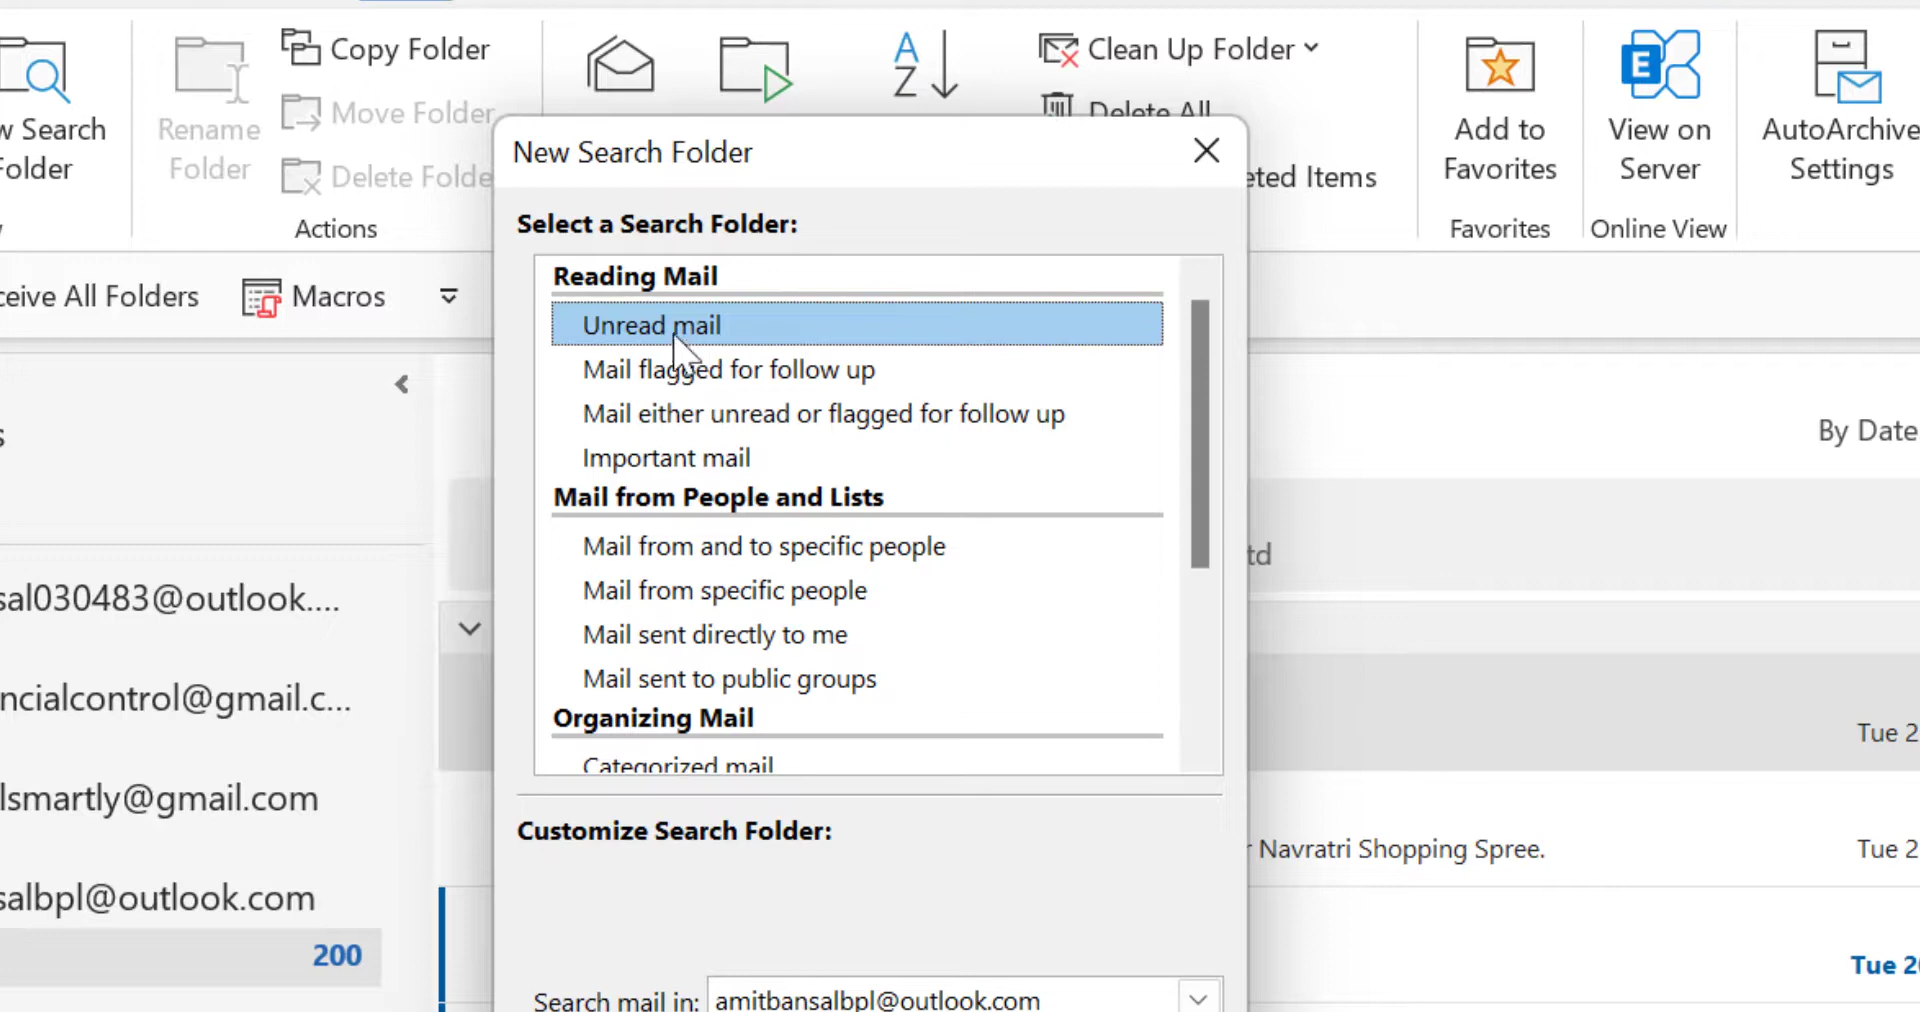 w Search
Folder
Rename
Folder
Copy Folder
Move Folder
Delete Folde
Actions
A
Z
Clean Up Folder
Delete All
eted Items
E
Add to
Favorites
Favorites
View on
Server
Online View
AutoArchive
Settings
ceive All Folders
Macros
New Search Folder
Select a Search Folder:
Reading Mail
Unread mail
Mail flagged for follow up
Mail either unread or flagged for follow up
Important mail
Mail from People and Lists
Mail from and to specific people
Mail from specific people
Mail sent directly to me
Mail sent to public groups
Organizing Mail
Categorized mail
Customize Search Folder:
Search mail in:
amitbansalbpl@outlook.com
s
sal030483@outlook....
ncialcontrol@gmail.c...
lsmartly@gmail.com
salbpl@outlook.com
200
By Date
td
Tue 2
r Navratri Shopping Spree.
Tue 2
Tue 20